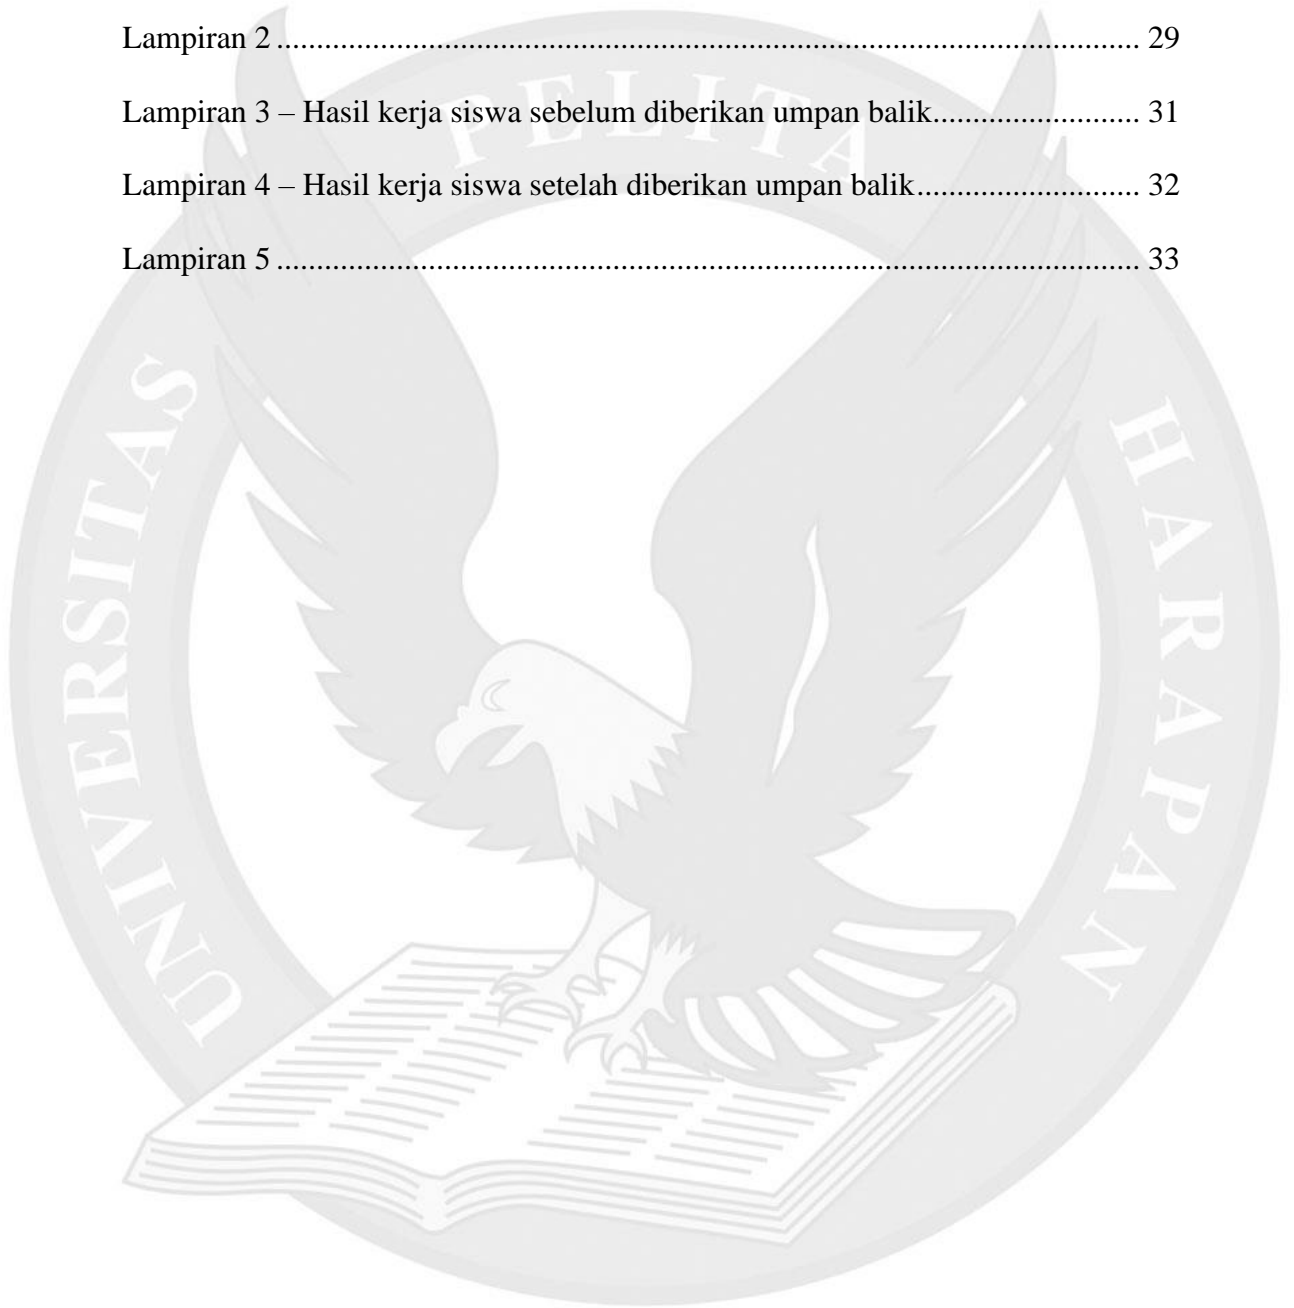 Lampiran 2 ............................................................................................................. 29
Lampiran 3 – Hasil kerja siswa sebelum diberikan umpan balik.......................... 31
Lampiran 4 – Hasil kerja siswa setelah diberikan umpan balik............................ 32
Lampiran 5 ............................................................................................................. 33
UNIVERSITAS PELITA HARAPAN